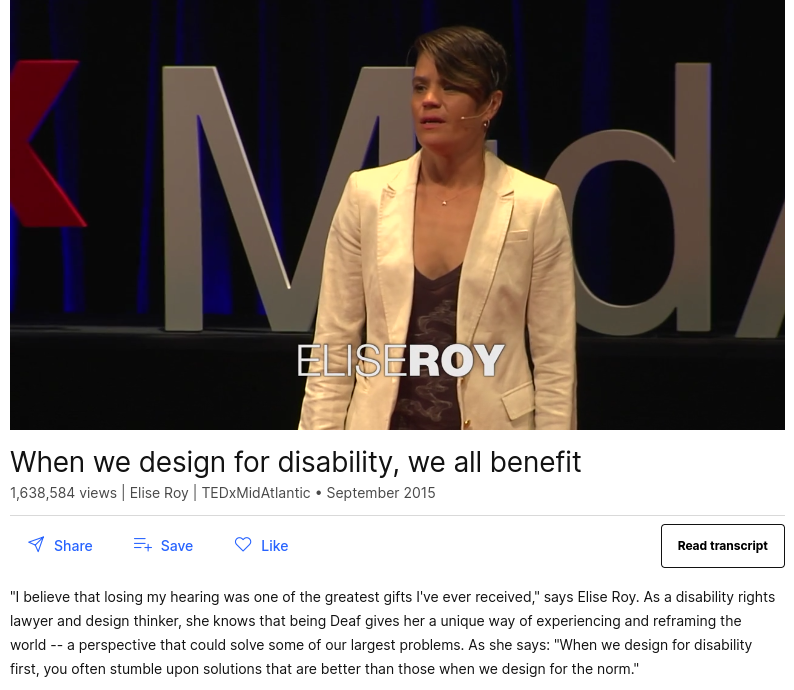 x MidA
ELISEROY
When we design for disability, we all benefit
1,638,584 views | Elise Roy | TEDxMidAtlantic • September 2015
Share Save Like Read transcript
"I believe that losing my hearing was one of the greatest gifts I've ever received," says Elise Roy. As a disability rights
lawyer and design thinker, she knows that being Deaf gives her a unique way of experiencing and reframing the
world -- a perspective that could solve some of our largest problems. As she says: "When we design for disability
first, you often stumble upon solutions that are better than those when we design for the norm."